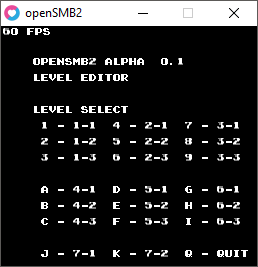 openSMB2
60 FPS
OPENSMB2 ALPHA 0.1
LEVEL EDITOR
LEVEL SELECT
1 - 1-1 4 - 2-1 7 - 3-1
2 - 1-2 5 - 2-2 8 - 3-2
3 - 1-3 6 - 2-3 9 - 3-3
A - 4-1 D - 5-1 G - 6-1
B - 4-2 E - 5-2 H - 6-2
C - 4-3 F - 5-3 I - 6-3
J - 7-1 K - 7-2 Q - QUIT